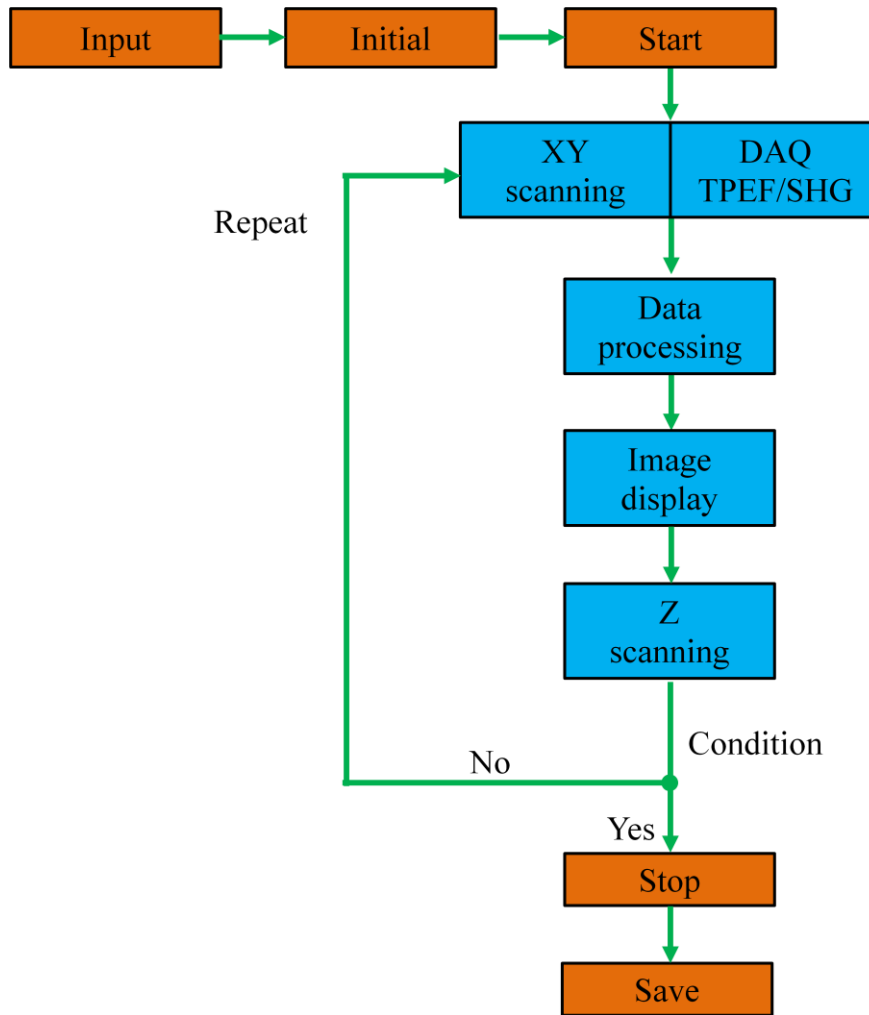 Input
Initial
Start
XY
scanning
DAQ
TPEF/SHG
Repeat
Data
processing
Image
display
Z
scanning
Condition
No
Yes
Stop
Save